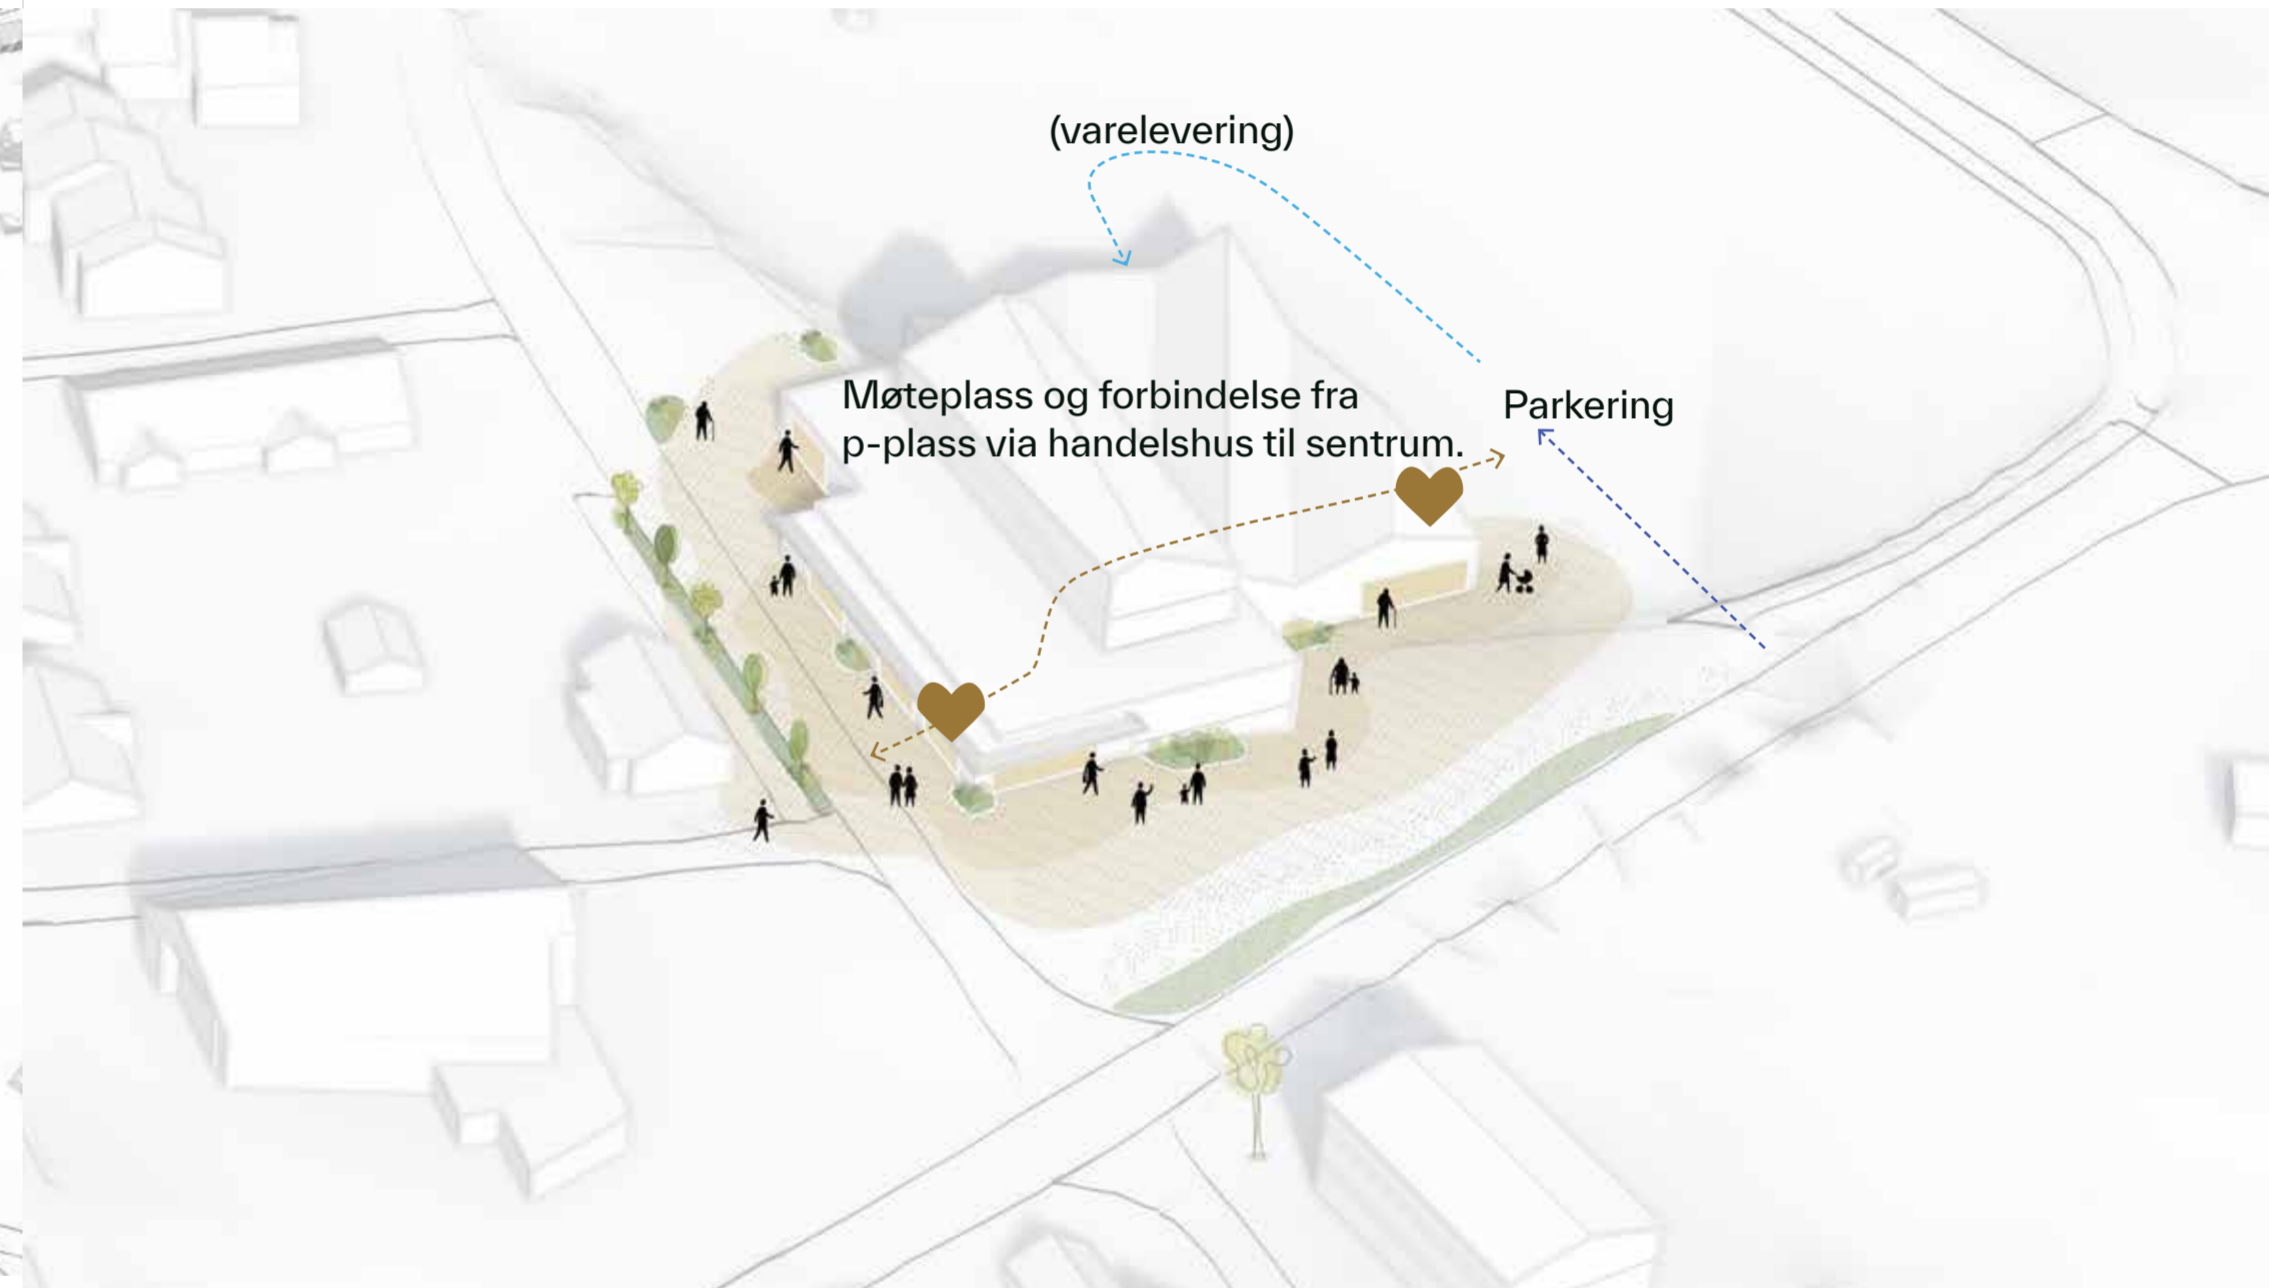 (varelevering)
Møteplass og forbindelse fra
p-plass via handelshus til sentrum.
Parkering